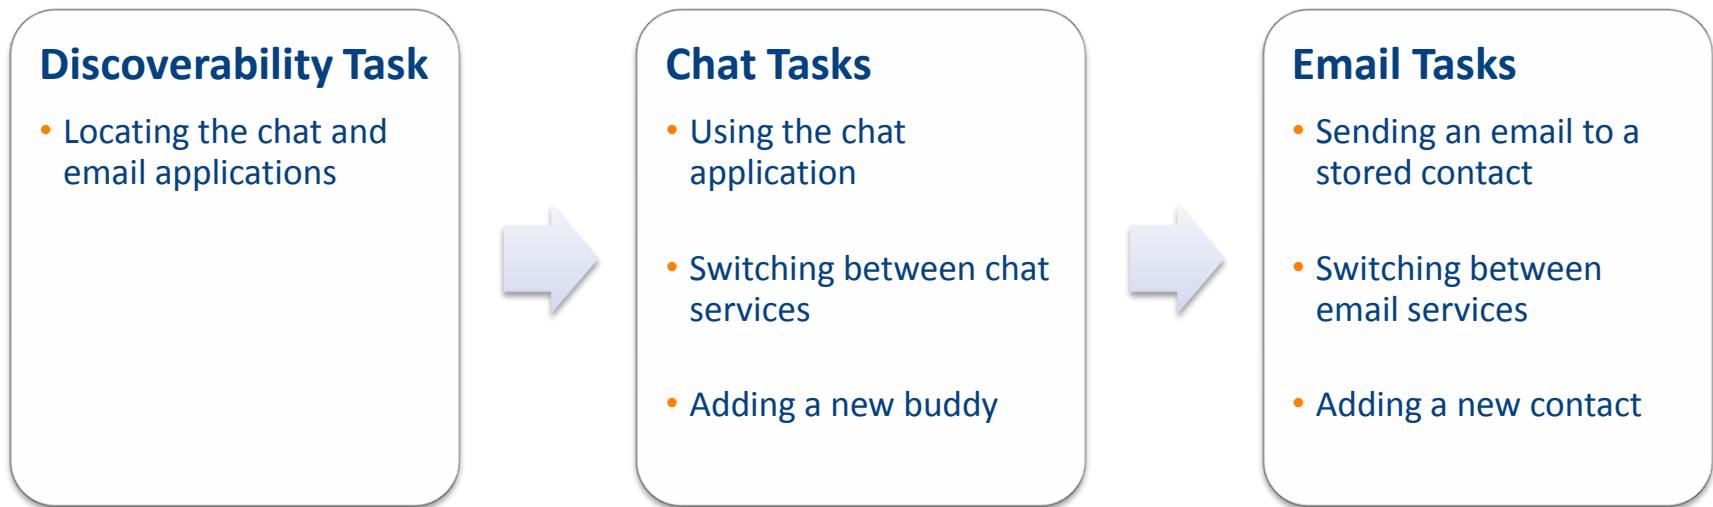 Discoverability Task
• Locating the chat and
email applications
Chat Tasks
• Using the chat
application
• Switching between chat
services
• Adding a new buddy
Email Tasks
• Sending an email to a
stored contact
• Switching between
email services
• Adding a new contact